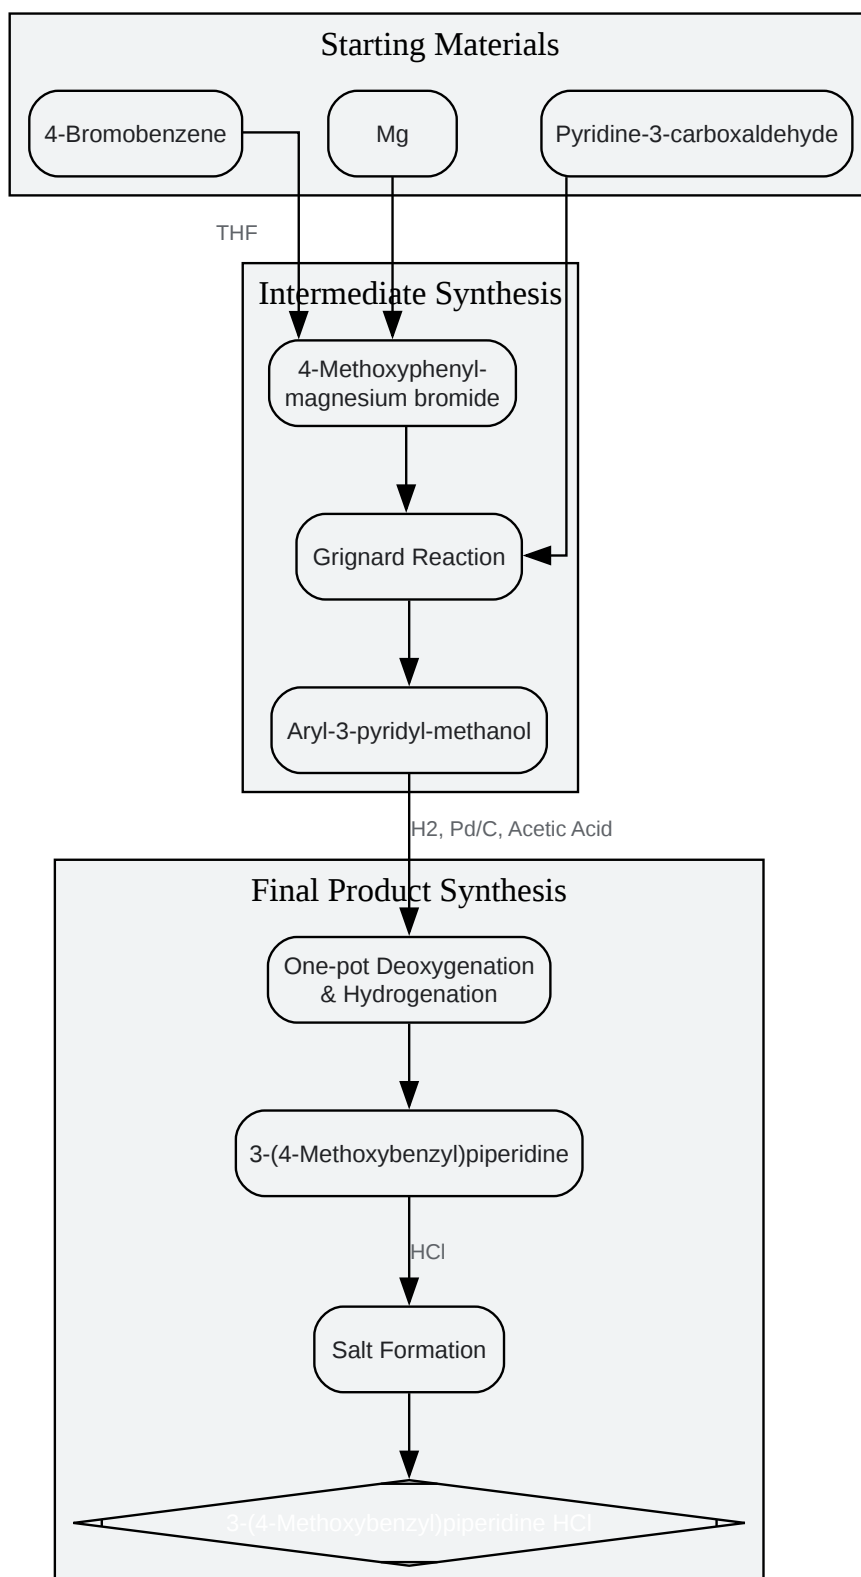 Starting Materials
4-Bromobenzene
Mg
Pyridine-3-carboxaldehyde
THF
Intermediate Synthesis
4-Methoxyphenyl-
magnesium bromide
Grignard Reaction
Aryl-3-pyridyl-methanol
H2, Pd/C, Acetic Acid
Final Product Synthesis
One-pot Deoxygenation
& Hydrogenation
3-(4-Methoxybenzyl)piperidine
HCl
Salt Formation
3-(4-Methoxybenzyl)piperidine HCl